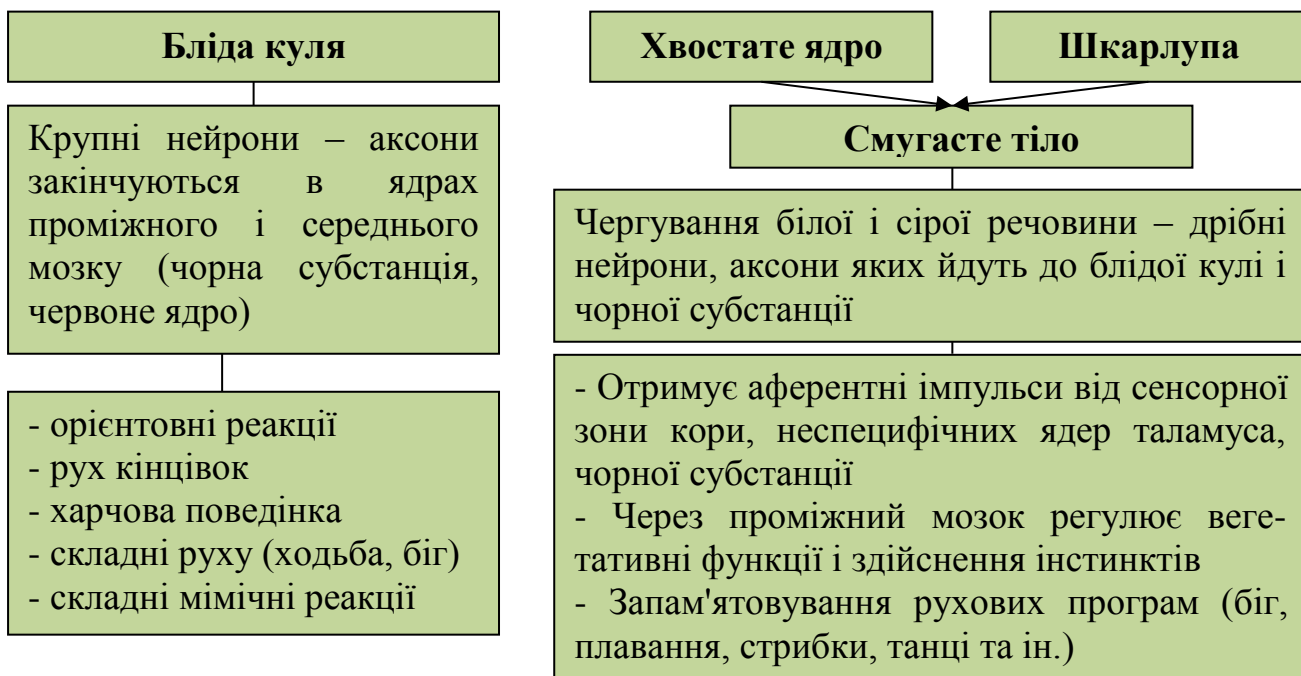 Бліда куля
Крупні нейрони – аксони
закінчуються в ядрах
проміжного і середнього
мозку (чорна субстанція,
червоне ядро)
- орієнтовні реакції
- рух кінцівок
- харчова поведінка
- складні руху (ходьба, біг)
- складні мімічні реакції
Хвостате ядро
Шкарлупа
Смугасте тіло
Чергування білої і сірої речовини – дрібні
нейрони, аксони яких йдуть до блідої кулі і
чорної субстанції
- Отримує аферентні імпульси від сенсорної
зони кори, неспецифічних ядер таламуса,
чорної субстанції
- Через проміжний мозок регулює веге-
тативні функції і здійснення інстинктів
- Запам'ятовування рухових програм (біг,
плавання, стрибки, танці та ін.)